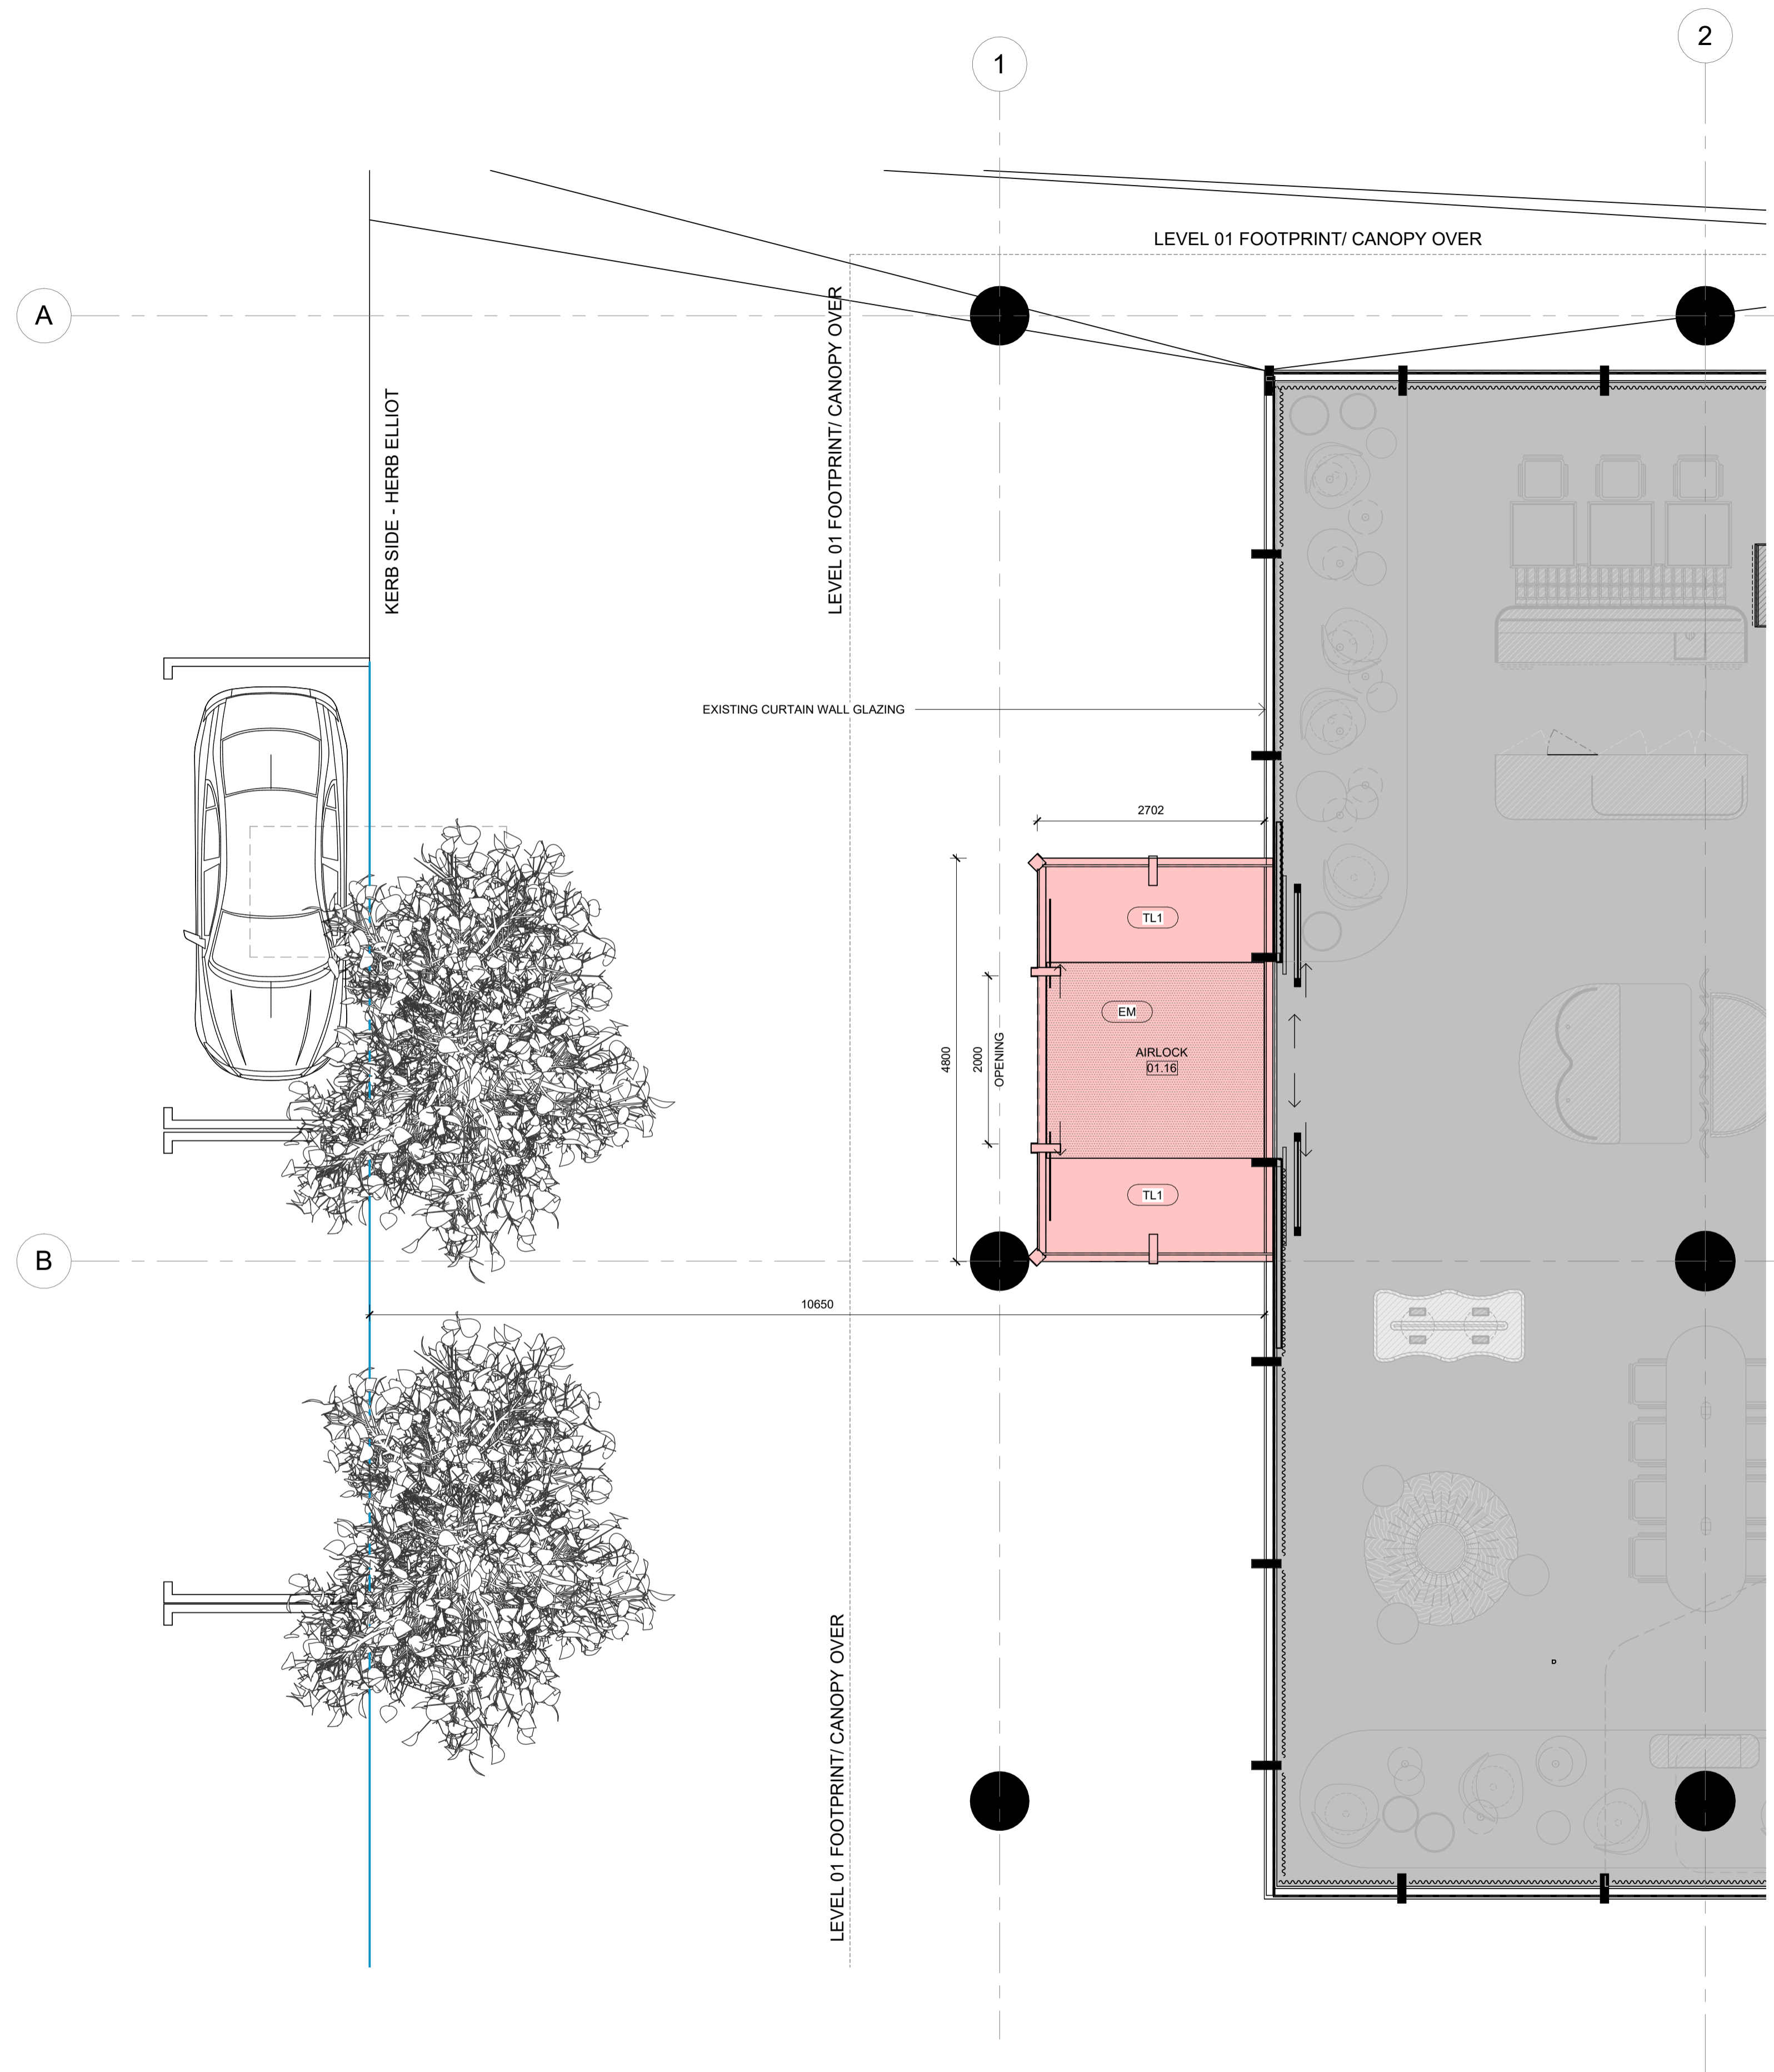 2
1
LEVEL 01 FOOTPRINT/ CANOPY OVER
A
LEVEL 01 FOOTPRINT/ CANOPY OVER
KERB SIDE - HERB ELLIOT
EXISTING CURTAIN WALL GLAZING
2702
TL1
EM
AIRLOCK
01.16
4800
2000
OPENING
TL1
B
10650
LEVEL 01 FOOTPRINT/ CANOPY OVER
D